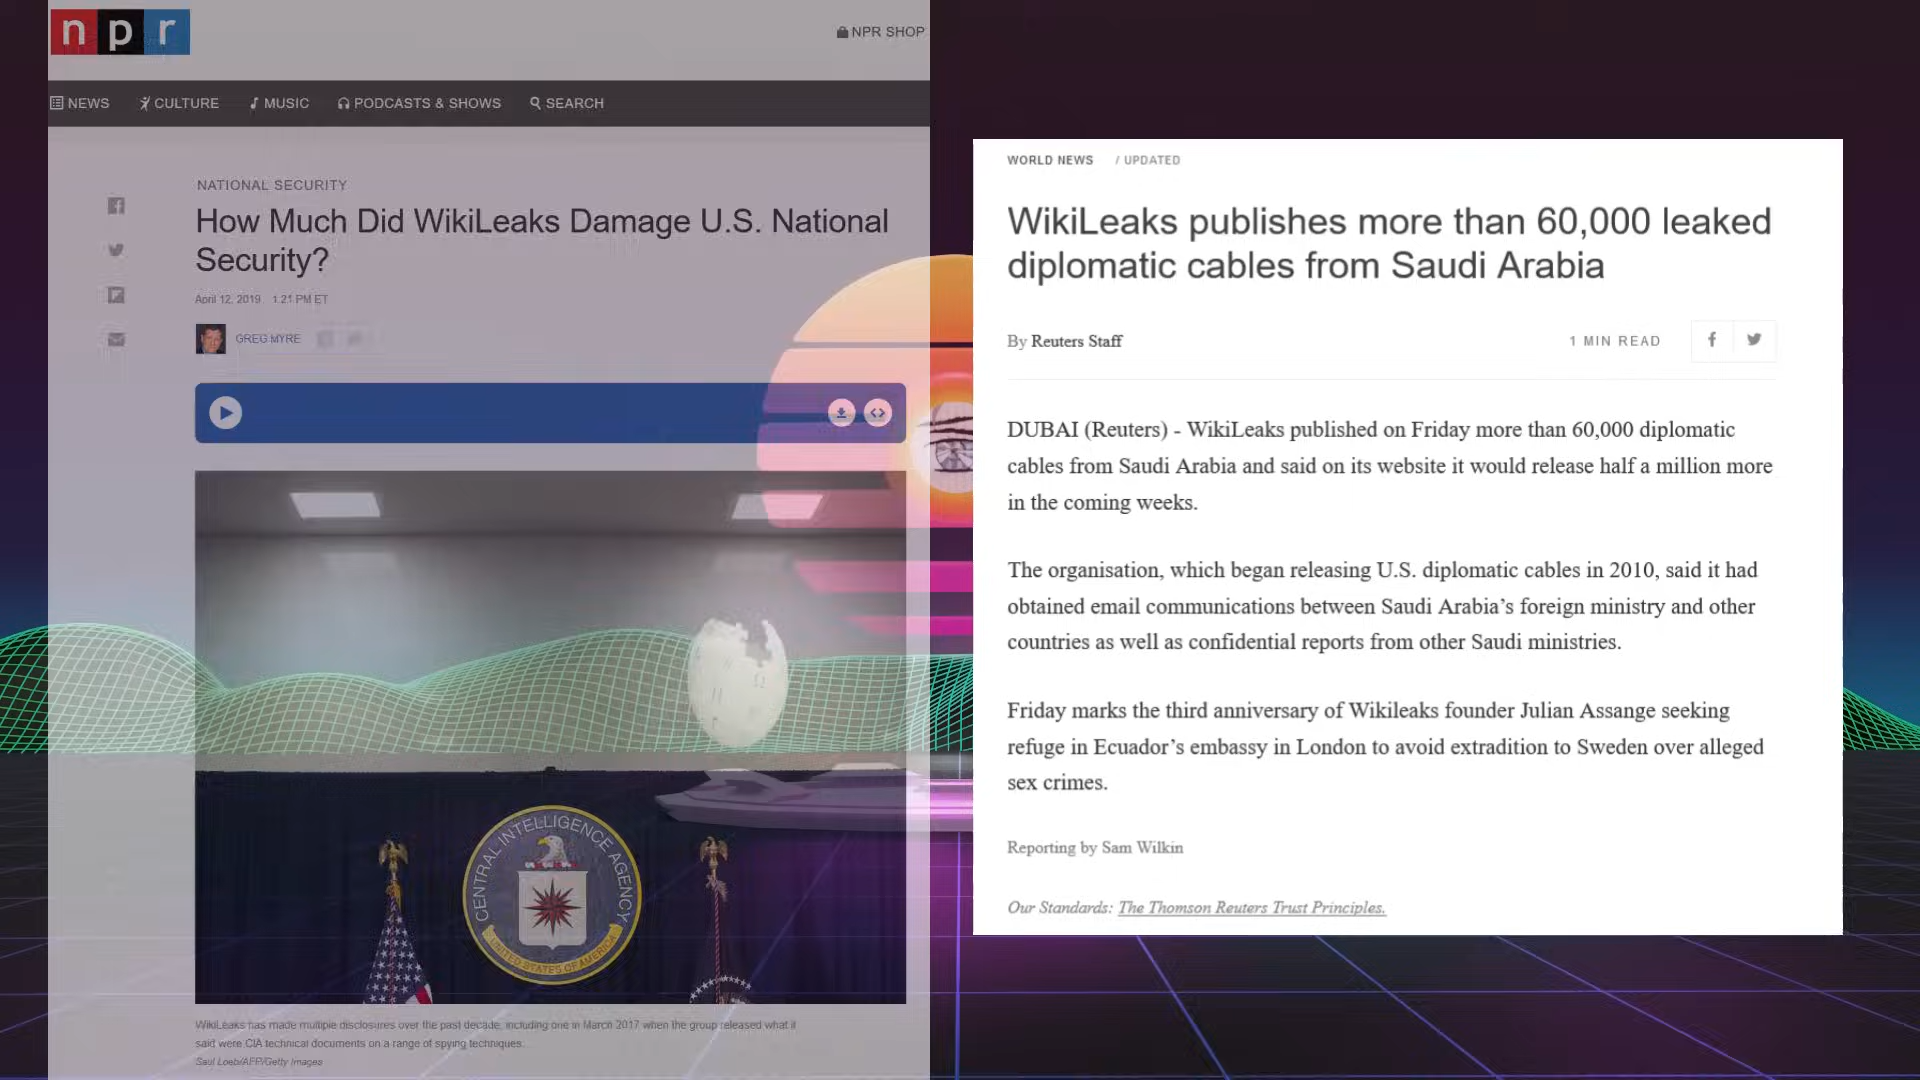 npr
NPR SHOP
NEWS
CULTURE
MUSIC
PODCASTS & SHOWS
SEARCH
NATIONAL SECURITY
How Much Did WikiLeaks Damage U.S. National
Security?
April 12, 2019 1:21 PM ET
GREG MYRE
CENTRAL INTELLIGENCE AGENCY
UNITED STATES OF AMERICA
WikiLeaks has made multiple disclosures over the past decade, including one in March 2017 when the group released what it
said were CIA technical documents on a range of spying techniques.
Saul Loeb/AFP/Getty Images
WORLD NEWS / UPDATED
WikiLeaks publishes more than 60,000 leaked
diplomatic cables from Saudi Arabia
By Reuters Staff
1 MIN READ
DUBAI (Reuters) - WikiLeaks published on Friday more than 60,000 diplomatic
cables from Saudi Arabia and said on its website it would release half a million more
in the coming weeks.
The organisation, which began releasing U.S. diplomatic cables in 2010, said it had
obtained email communications between Saudi Arabia’s foreign ministry and other
countries as well as confidential reports from other Saudi ministries.
Friday marks the third anniversary of Wikileaks founder Julian Assange seeking
refuge in Ecuador’s embassy in London to avoid extradition to Sweden over alleged
sex crimes.
Reporting by Sam Wilkin
Our Standards: The Thomson Reuters Trust Principles.